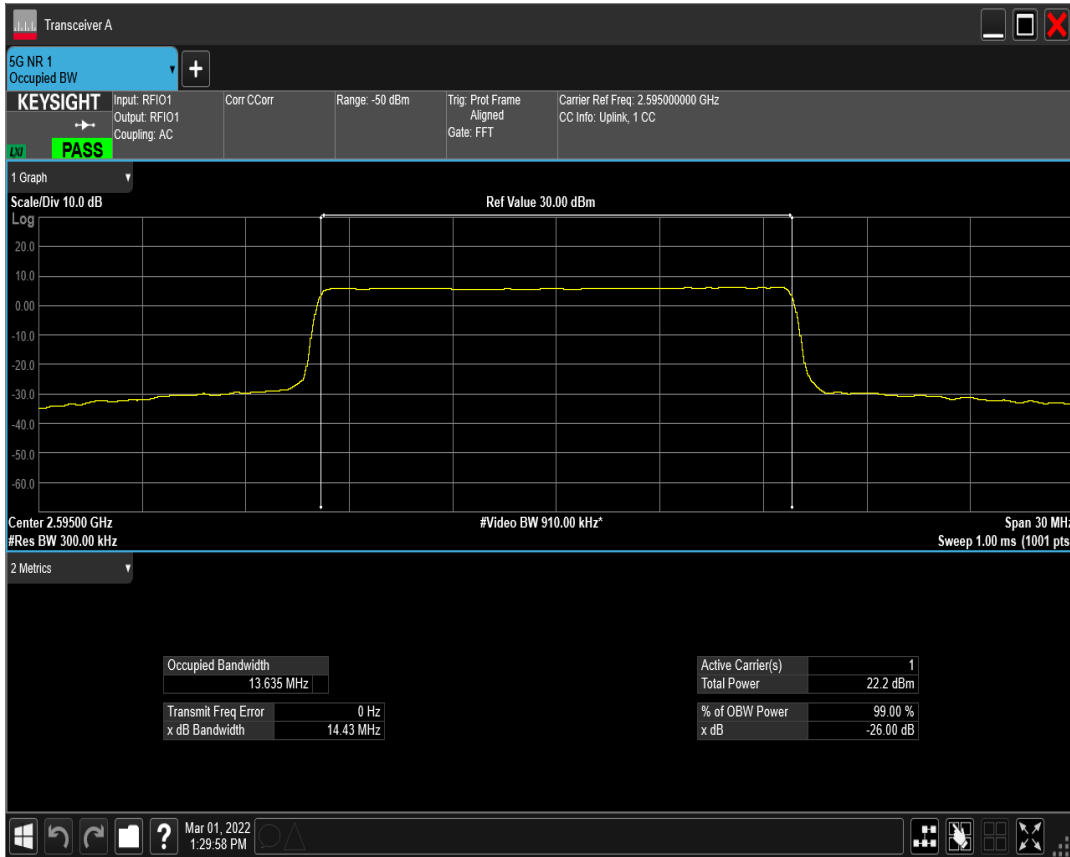 Transceiver A
5G NR 1
Occupied BW
+
KEYSIGHT
LXI
PASS
Input: RFIO1
Output: RFIO1
Coupling: AC
Corr CCorr
Range: -50 dBm
Trig: Prot Frame
Aligned
Gate: FFT
Carrier Ref Freq: 2.595000000 GHz
CC Info: Uplink, 1 CC
1 Graph
Scale/Div 10.0 dB
Ref Value 30.00 dBm
Log
20.0
10.0
0.00
-10.0
-20.0
-30.0
-40.0
-50.0
-60.0
Center 2.59500 GHz
#Video BW 910.00 kHz*
Span 30 MHz
#Res BW 300.00 kHz
Sweep 1.00 ms (1001 pts
2 Metrics
Occupied Bandwidth
13.635 MHz
Transmit Freq Error 0 Hz
x dB Bandwidth 14.43 MHz
Active Carrier(s) 1
Total Power 22.2 dBm
% of OBW Power 99.00 %
x dB -26.00 dB
?
Mar 01, 2022
1:29:58 PM